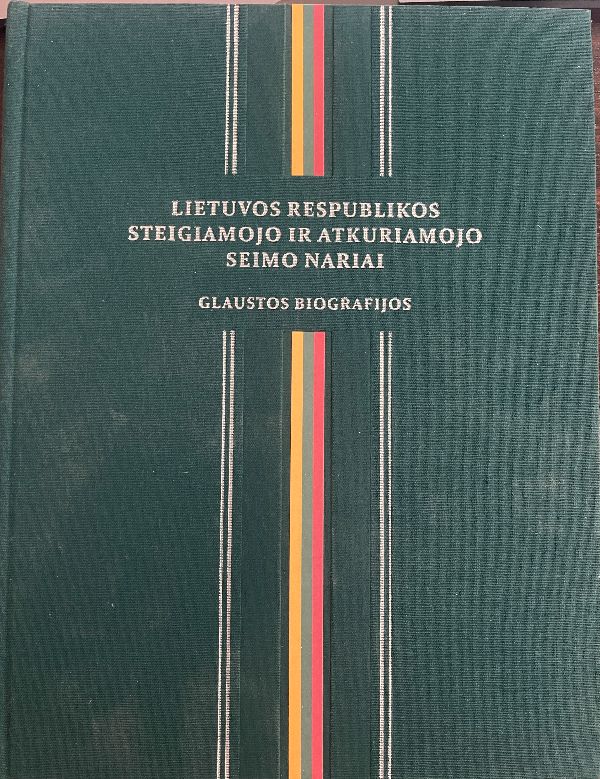 LIETUVOS RESPUBLIKOS
STEIGIAMOJO IR ATKURIAMOJO
SEIMO NARIAI
GLAUSTOS BIOGRAFIJOS